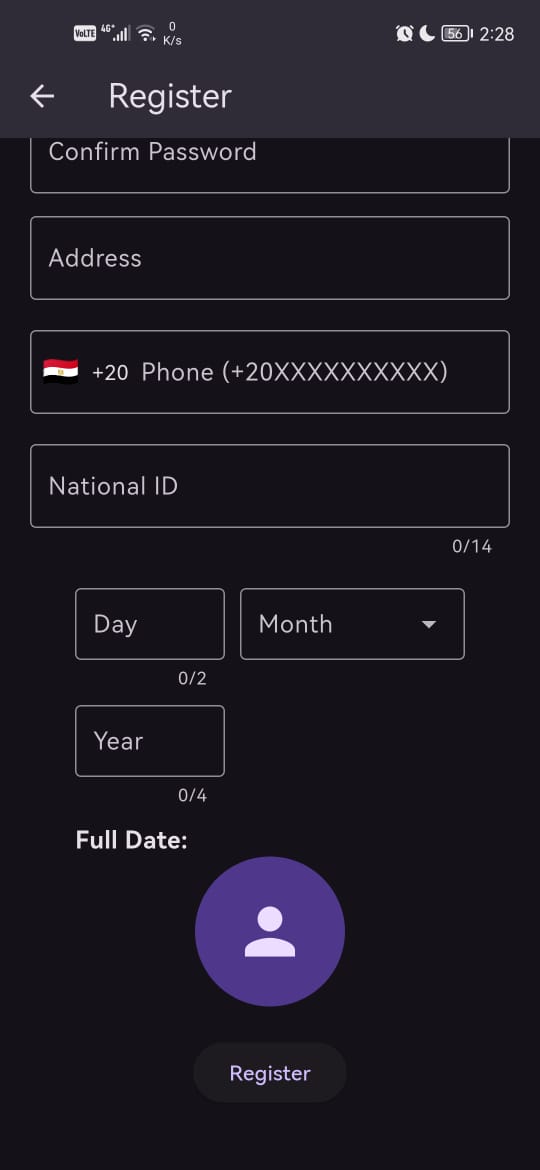 VoLTE 4G+ 0 K/s 56 2:28
Register
Confirm Password
Address
+20 Phone (+20XXXXXXXXXX)
National ID
0/14
Day Month
0/2
Year
0/4
Full Date:
Register